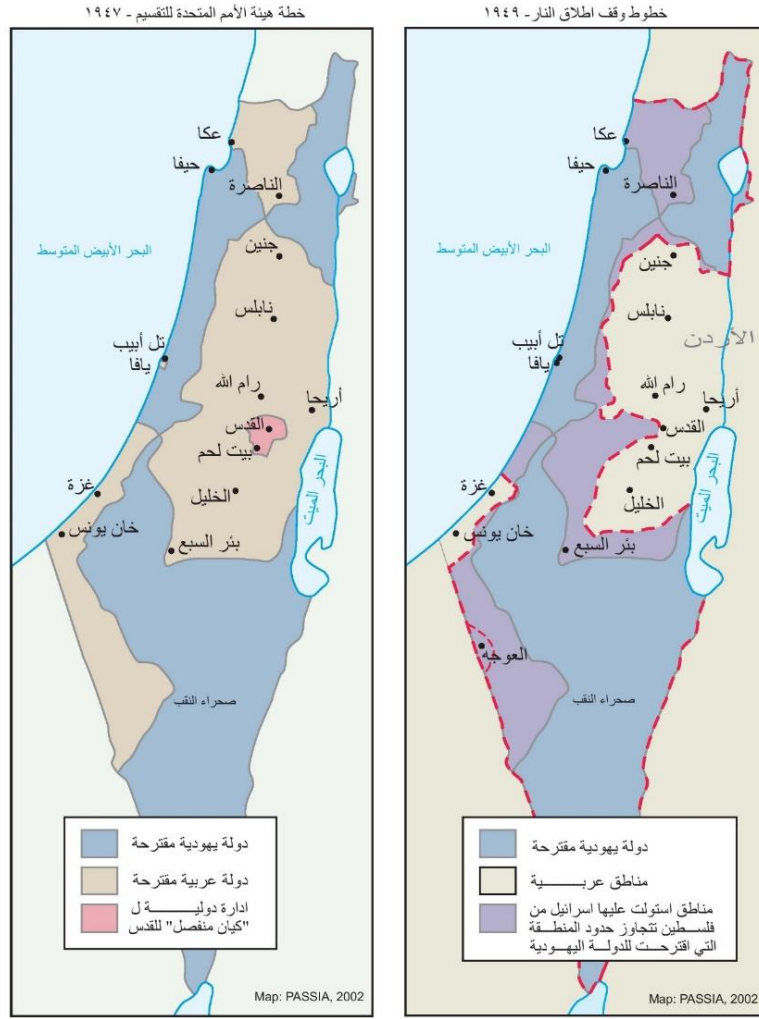 خطة هيئة الأمم المتحدة للتقسيم - ١٩٤٧
عكا
حيفا
الناصرة
البحر الأبيض المتوسط
جنين
نابلس
تل أبيب
يافا
رام الله
أريحا
القدس
بيت لحم
البحر الميت
غزة
الخليل
خان يونس
بئر السبع
صحراء النقب
دولة يهودية مقترحة
دولة عربية مقترحة
ادارة دولية ل
"كيان منفصل" للقدس
Map: PASSIA, 2002
خطوط وقف اطلاق النار - ١٩٤٩
عكا
حيفا
الناصرة
البحر الأبيض المتوسط
جنين
نابلس
الأردن
تل أبيب
يافا
رام الله
أريحا
القدس
بيت لحم
البحر الميت
غزة
الخليل
خان يونس
بئر السبع
العوجه
صحراء النقب
دولة يهودية مقترحة
مناطق عربية
مناطق استولت عليها اسرائيل من
فلسطين تتجاوز حدود المنطقة
التي اقترحت للدولة اليهودية
Map: PASSIA, 2002